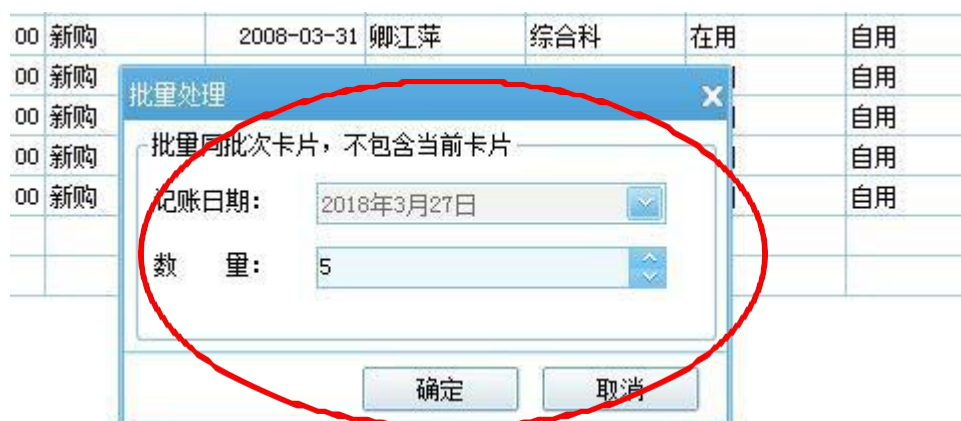 00 新购 2008-03-31 卿江萍 综合科 在用 自用
00 新购 自用
批里处理
00 新购 自用
批里同批次卡片，不包含当前卡片
00 新购 自用
00 新购 自用
记账日期： 2018年3月27日
数 里： 5
确定 取消